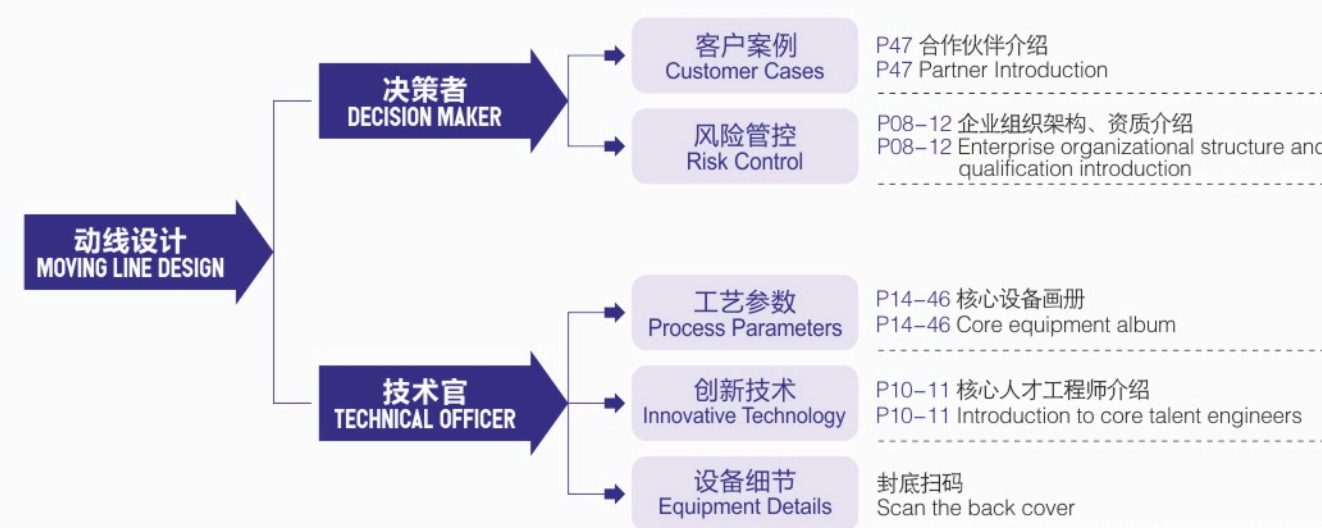 动线设计
MOVING LINE DESIGN
决策者
DECISION MAKER
客户案例
Customer Cases
P47 合作伙伴介绍
P47 Partner Introduction
风险管控
Risk Control
P08–12 企业组织架构、资质介绍
P08–12 Enterprise organizational structure and
qualification introduction
技术官
TECHNICAL OFFICER
工艺参数
Process Parameters
P14–46 核心设备画册
P14–46 Core equipment album
创新技术
Innovative Technology
P10–11 核心人才工程师介绍
P10–11 Introduction to core talent engineers
设备细节
Equipment Details
封底扫码
Scan the back cover